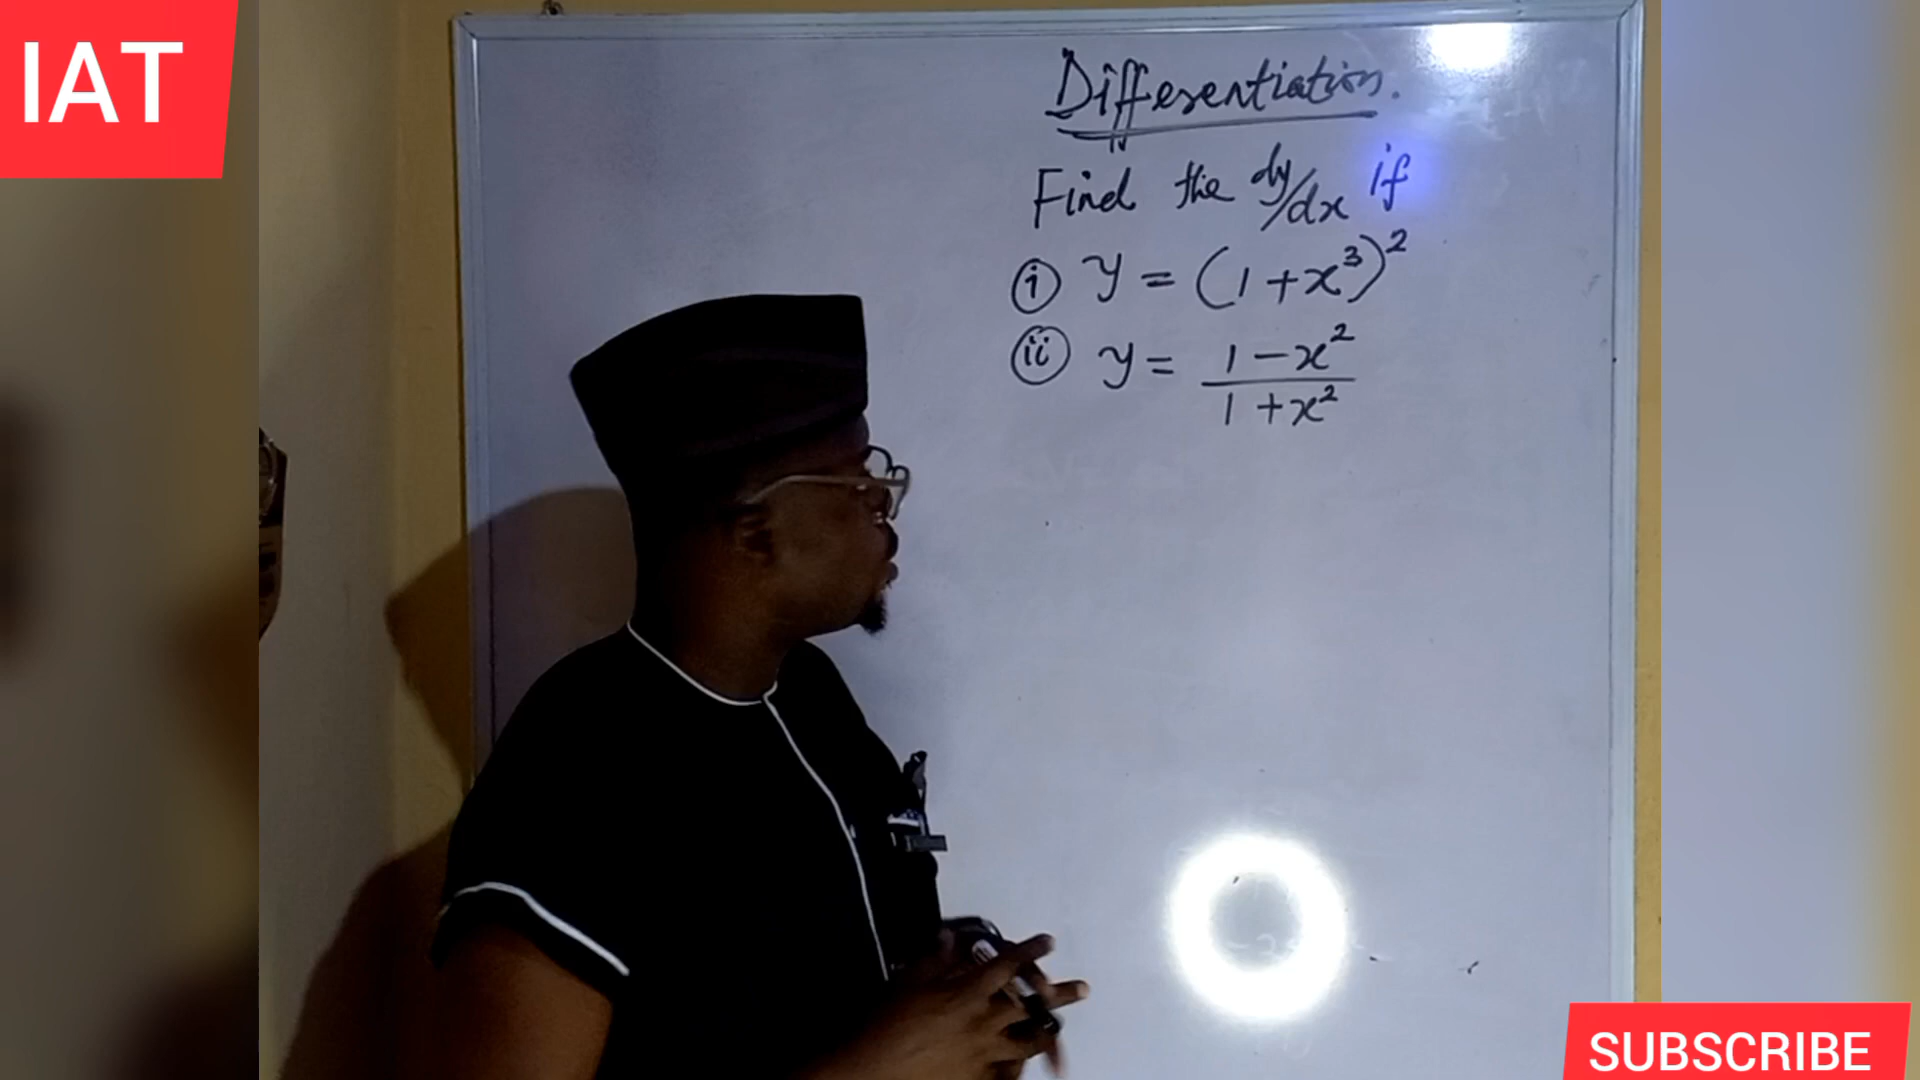 IAT
Differentiation.
Find the dy/dx if
(i) y = (1+x³)²
(ii) y = 1-x²
1+x²
SUBSCRIBE